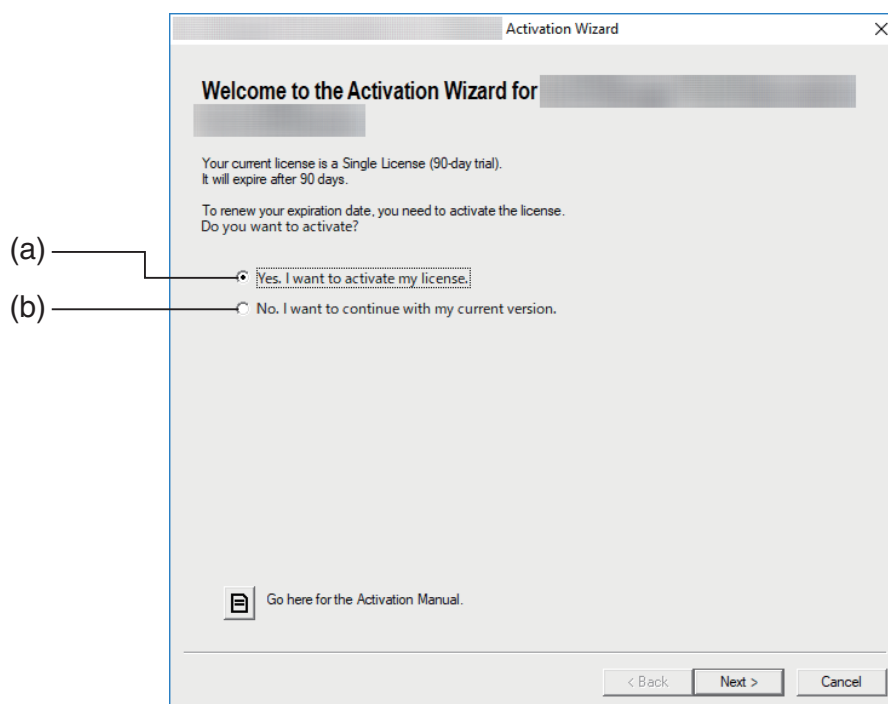 Activation Wizard
Welcome to the Activation Wizard for
Your current license is a Single License (90-day trial).
It will expire after 90 days.
To renew your expiration date, you need to activate the license.
Do you want to activate?
(a)
Yes. I want to activate my license.
(b)
No. I want to continue with my current version.
Go here for the Activation Manual.
< Back
Next >
Cancel